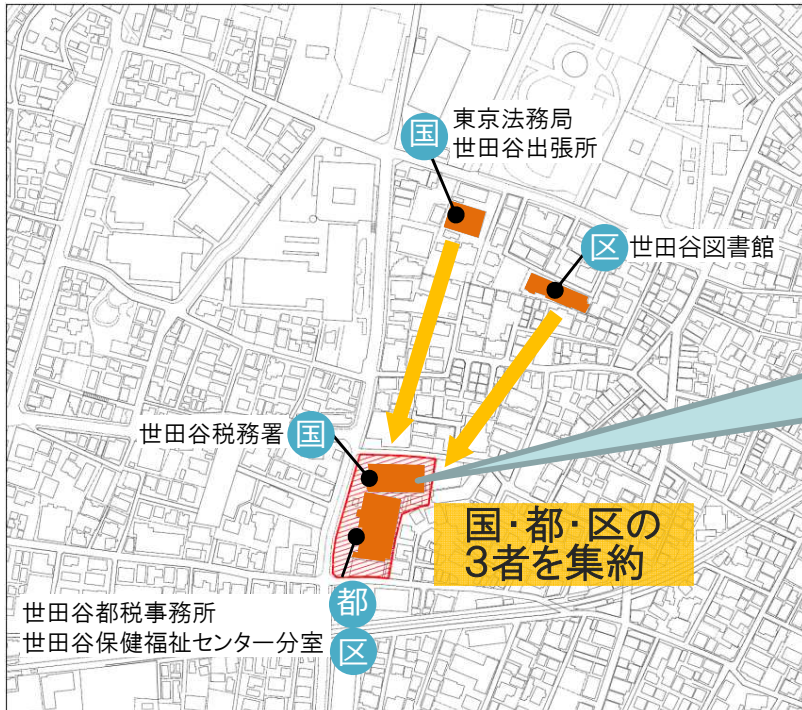 国
東京法務局
世田谷出張所
区
世田谷図書館
世田谷税務署
国
国・都・区の
3者を集約
世田谷都税事務所
世田谷保健福祉センター分室
都
区